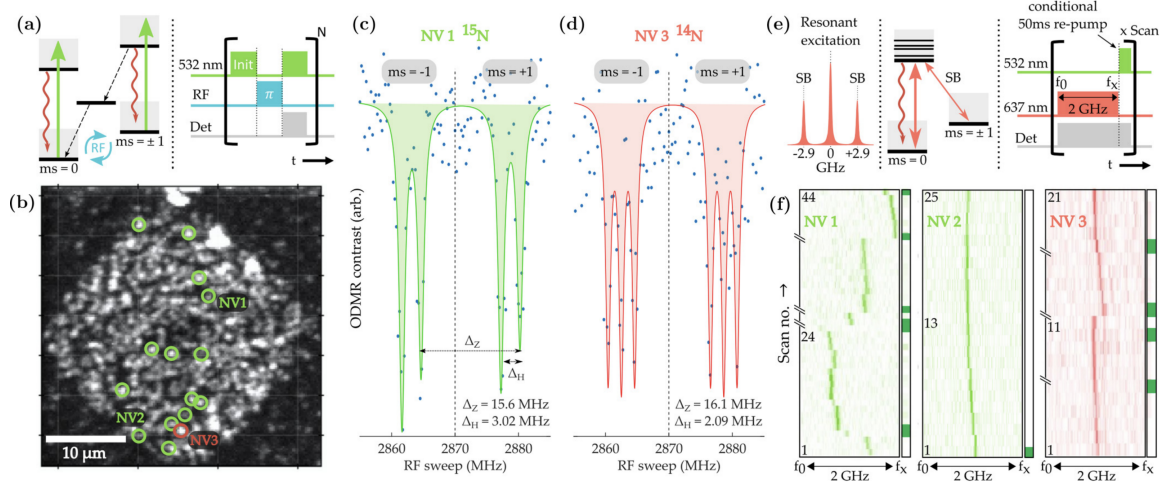 (a)
532 nm
RF
Det
Init
π
N
t
RF
ms = 0
ms = ± 1
(b)
NV1
NV2
NV3
10 μm
(c)
NV 1 ¹⁵N
ms = -1
ms = +1
ODMR contrast (arb.)
Δ_Z
Δ_H
Δ_Z = 15.6 MHz
Δ_H = 3.02 MHz
2860 2870 2880
RF sweep (MHz)
(d)
NV 3 ¹⁴N
ms = -1
ms = +1
Δ_Z = 16.1 MHz
Δ_H = 2.09 MHz
2860 2870 2880
RF sweep (MHz)
(e)
Resonant
excitation
SB
SB
-2.9 0 +2.9
GHz
SB
ms = 0
ms = ± 1
conditional
50ms re-pump
x Scan
532 nm
637 nm
Det
f₀
fₓ
2 GHz
t
(f)
Scan no. →
44
NV 1
24
1
f₀ 2 GHz fₓ
25
NV 2
13
1
f₀ 2 GHz fₓ
21
NV 3
11
1
f₀ 2 GHz fₓ